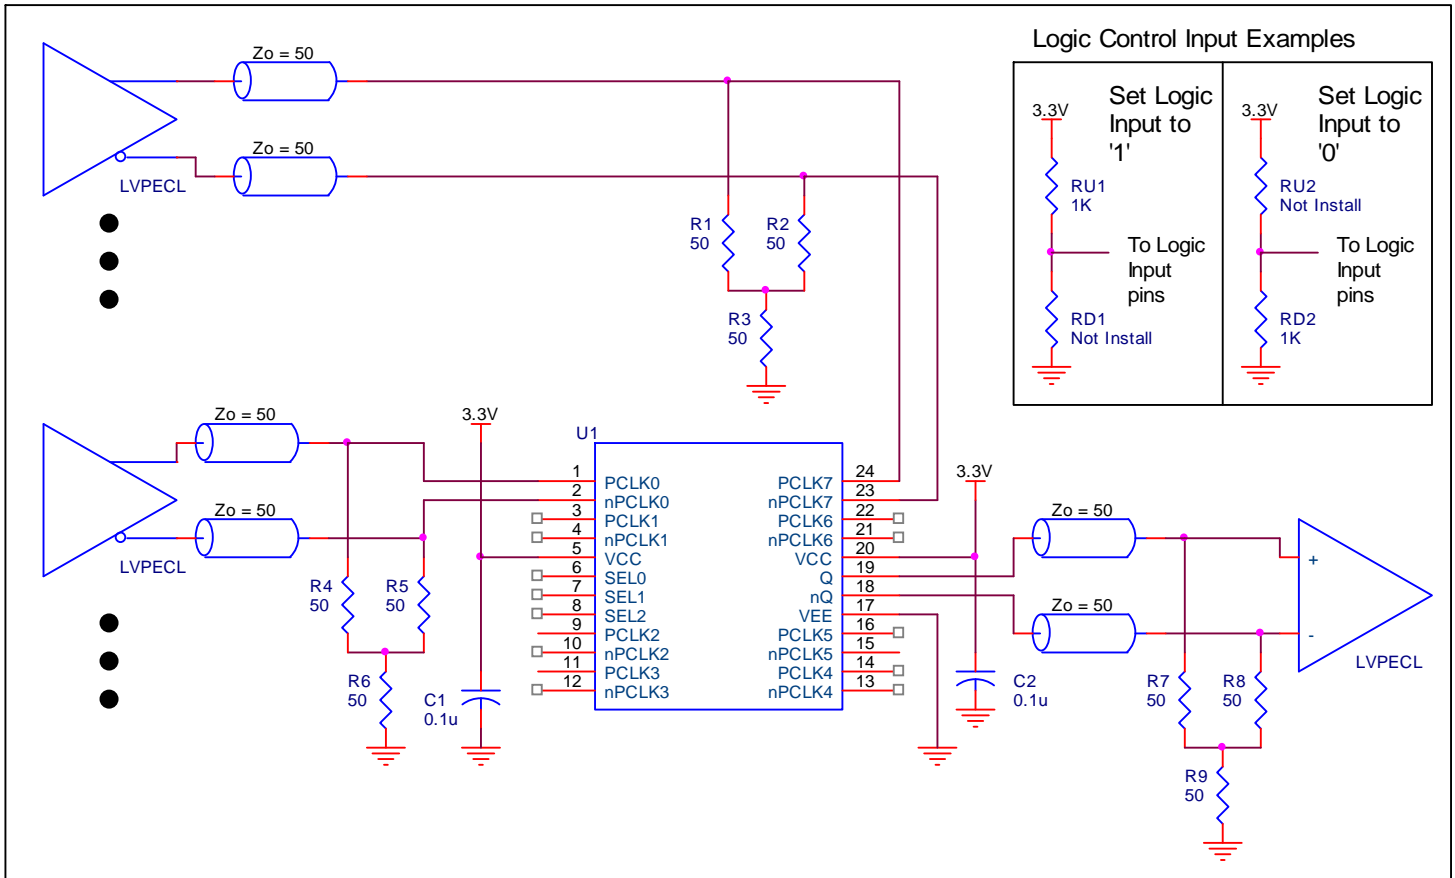 Logic Control Input Examples
Zo = 50
Zo = 50
LVPECL
R1
50
R2
50
R3
50
3.3V
Set Logic
Input to
'1'
RU1
1K
To Logic
Input
pins
RD1
Not Install
3.3V
Set Logic
Input to
'0'
RU2
Not Install
To Logic
Input
pins
RD2
1K
Zo = 50
Zo = 50
LVPECL
R4
50
R5
50
R6
50
3.3V
C1
0.1u
U1
1 PCLK0
2 nPCLK0
3 PCLK1
4 nPCLK1
5 VCC
6 SEL0
7 SEL1
8 SEL2
9 PCLK2
10 nPCLK2
11 PCLK3
12 nPCLK3
PCLK7 24
nPCLK7 23
PCLK6 22
nPCLK6 21
VCC 20
Q 19
nQ 18
VEE 17
PCLK5 16
nPCLK5 15
PCLK4 14
nPCLK4 13
3.3V
C2
0.1u
Zo = 50
Zo = 50
+
-
LVPECL
R7
50
R8
50
R9
50